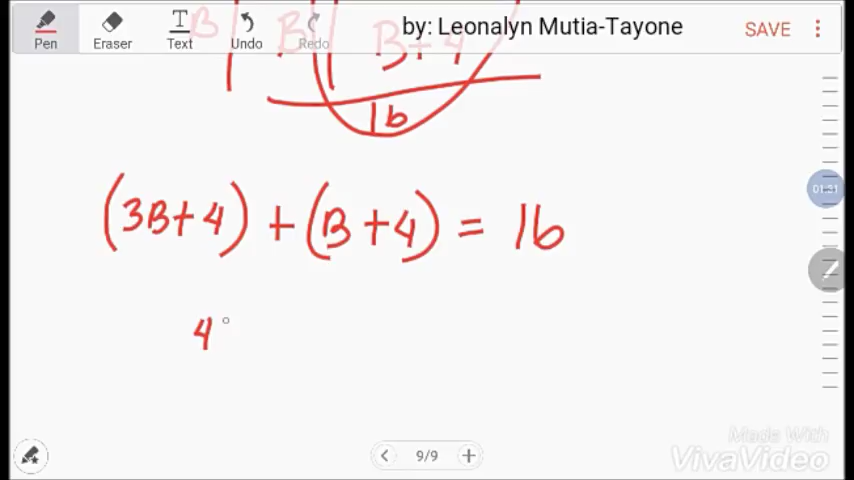 by: Leonalyn Mutia-Tayone
Pen Eraser Text Undo Redo SAVE
B B B+4
16
(3B+4) + (B+4) = 16
01:31
4
9/9
Made With
VivaVideo